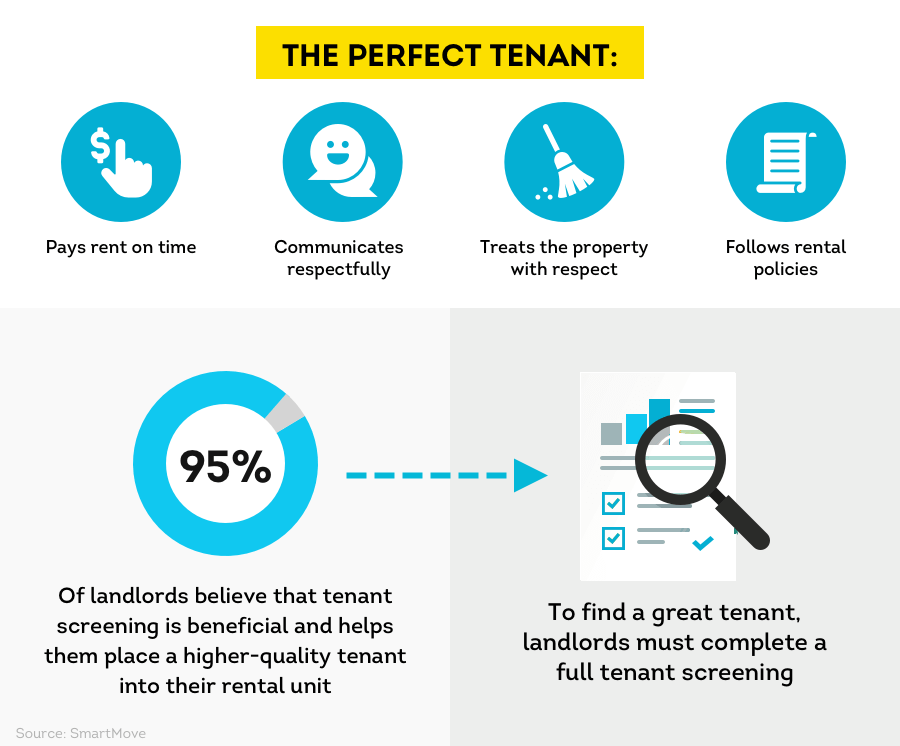 THE PERFECT TENANT:
$
Pays rent on time
Communicates
respectfully
Treats the property
with respect
Follows rental
policies
95%
Of landlords believe that tenant
screening is beneficial and helps
them place a higher-quality tenant
into their rental unit
To find a great tenant,
landlords must complete a
full tenant screening
Source: SmartMove